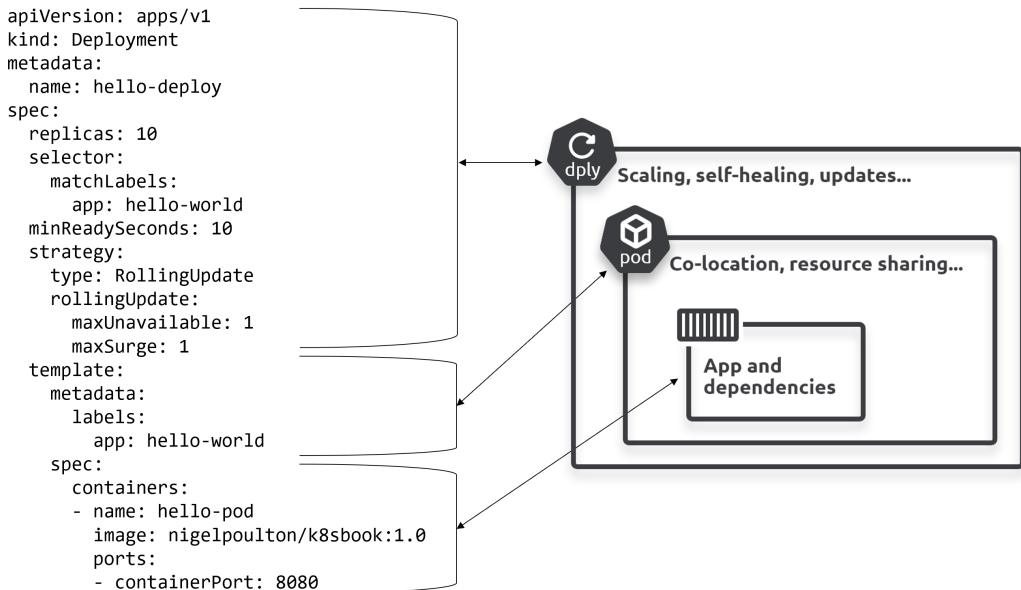 apiVersion: apps/v1
kind: Deployment
metadata:
  name: hello-deploy
spec:
  replicas: 10
  selector:
    matchLabels:
      app: hello-world
  minReadySeconds: 10
  strategy:
    type: RollingUpdate
    rollingUpdate:
      maxUnavailable: 1
      maxSurge: 1
  template:
    metadata:
      labels:
        app: hello-world
    spec:
      containers:
      - name: hello-pod
        image: nigelpoulton/k8sbook:1.0
        ports:
        - containerPort: 8080
dply
Scaling, self-healing, updates...
pod
Co-location, resource sharing...
App and
dependencies